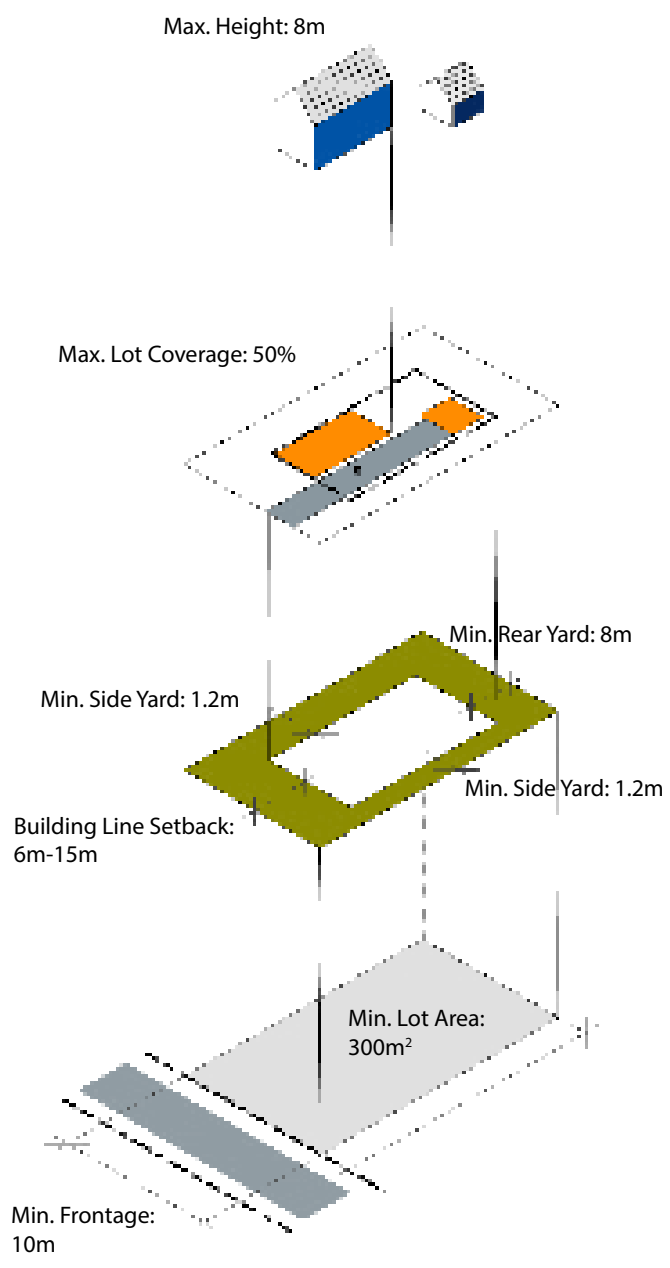 Max. Height: 8m
Max. Lot Coverage: 50%
Min. Rear Yard: 8m
Min. Side Yard: 1.2m
Min. Side Yard: 1.2m
Building Line Setback:
6m-15m
Min. Lot Area:
300m²
Min. Frontage:
10m